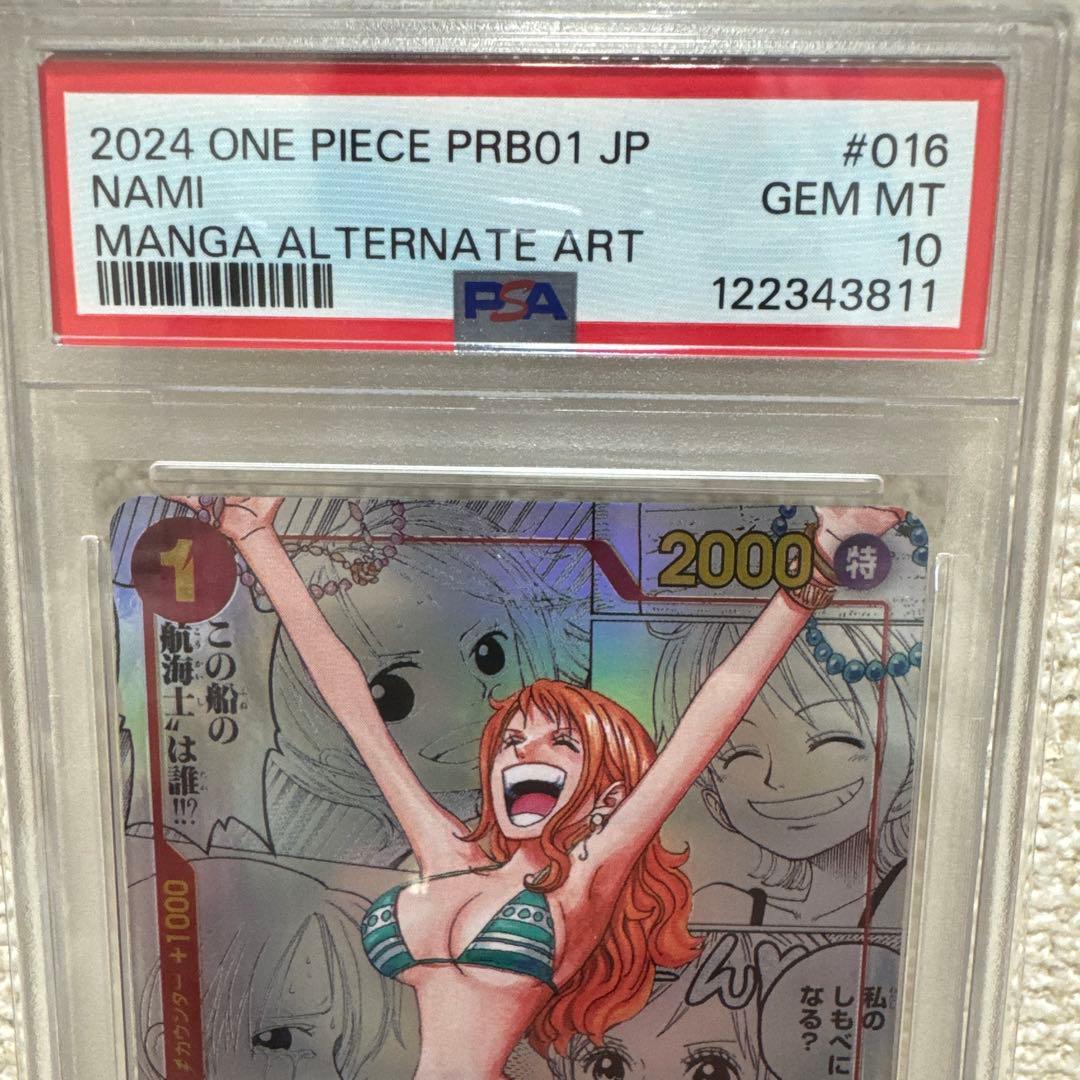 2024 ONE PIECE PRB01 JP
#016
NAMI
GEM MT
MANGA ALTERNATE ART
10
PSA
122343811
1
2000
特
この船の
航海士”は誰!!?
カウンター +1000
私の
しもべに
なる?